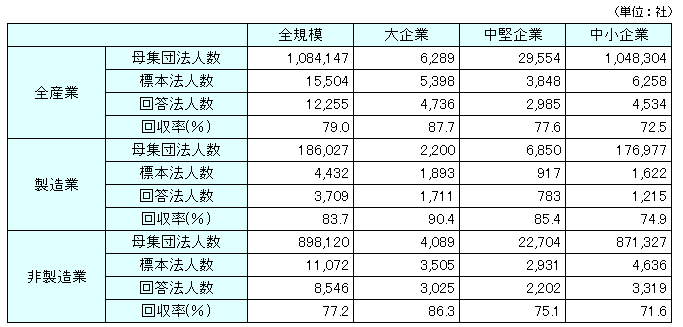 （単位：社）
全規模 大企業 中堅企業 中小企業
全産業
母集団法人数 1,084,147 6,289 29,554 1,048,304
標本法人数 15,504 5,398 3,848 6,258
回答法人数 12,255 4,736 2,985 4,534
回収率(％) 79.0 87.7 77.6 72.5
製造業
母集団法人数 186,027 2,200 6,850 176,977
標本法人数 4,432 1,893 917 1,622
回答法人数 3,709 1,711 783 1,215
回収率(％) 83.7 90.4 85.4 74.9
非製造業
母集団法人数 898,120 4,089 22,704 871,327
標本法人数 11,072 3,505 2,931 4,636
回答法人数 8,546 3,025 2,202 3,319
回収率(％) 77.2 86.3 75.1 71.6